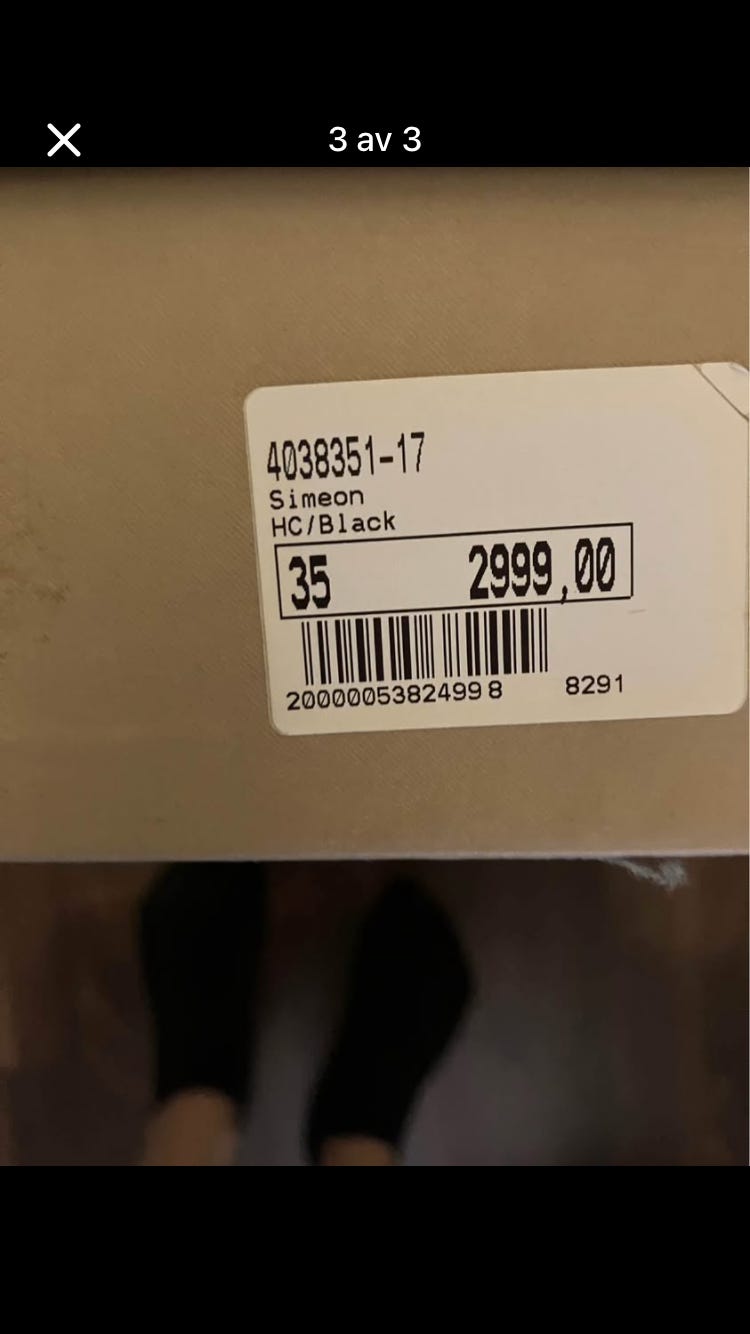 3 av 3
4038351-17
Simeon
HC/Black
35 2999,00
2000005382499 8 8291